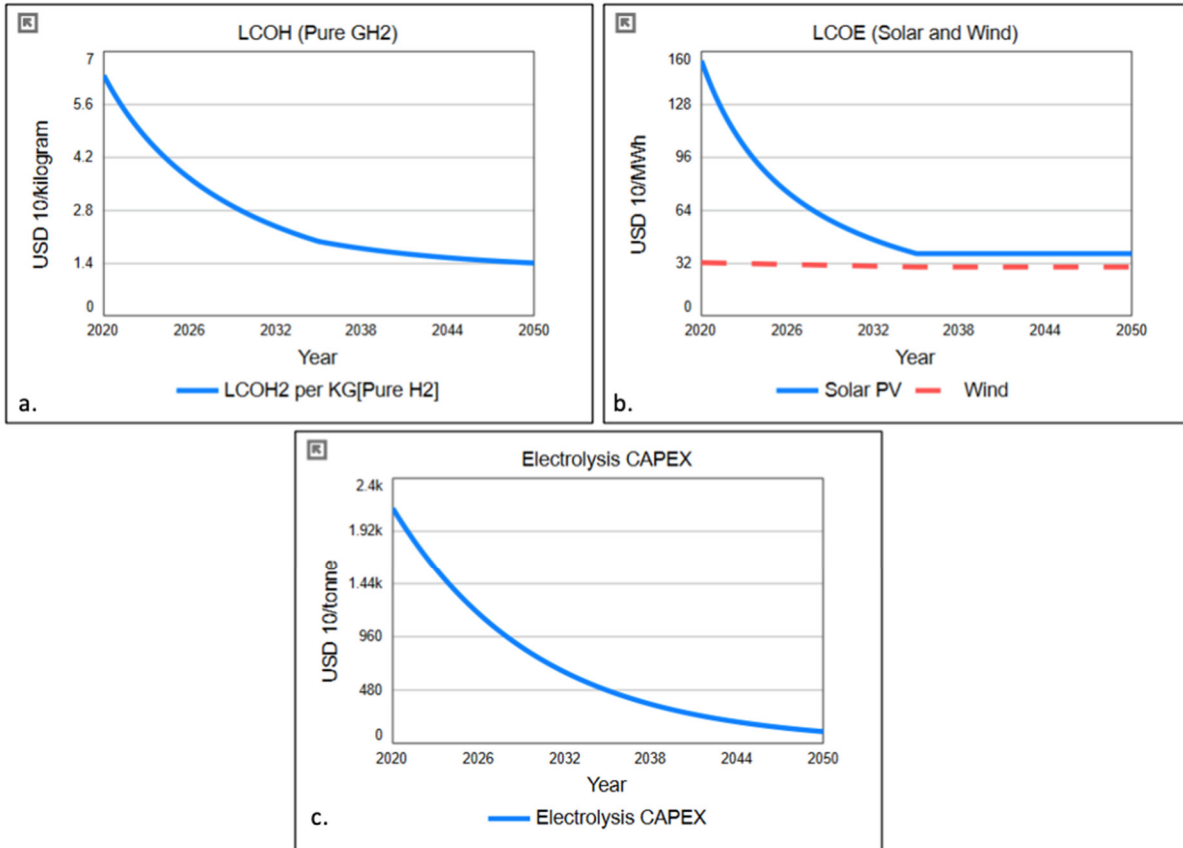 LCOH (Pure GH2)
7
5.6
4.2
2.8
1.4
0
USD 10/kilogram
2020 2026 2032 2038 2044 2050
Year
LCOH2 per KG[Pure H2]
a.
LCOE (Solar and Wind)
160
128
96
64
32
0
USD 10/MWh
2020 2026 2032 2038 2044 2050
Year
Solar PV Wind
b.
Electrolysis CAPEX
2.4k
1.92k
1.44k
960
480
0
USD 10/tonne
2020 2026 2032 2038 2044 2050
Year
Electrolysis CAPEX
c.